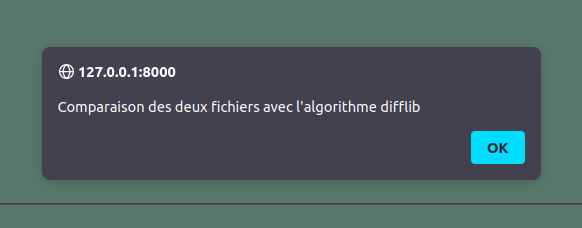 127.0.0.1:8000
Comparaison des deux fichiers avec l'algorithme difflib
OK